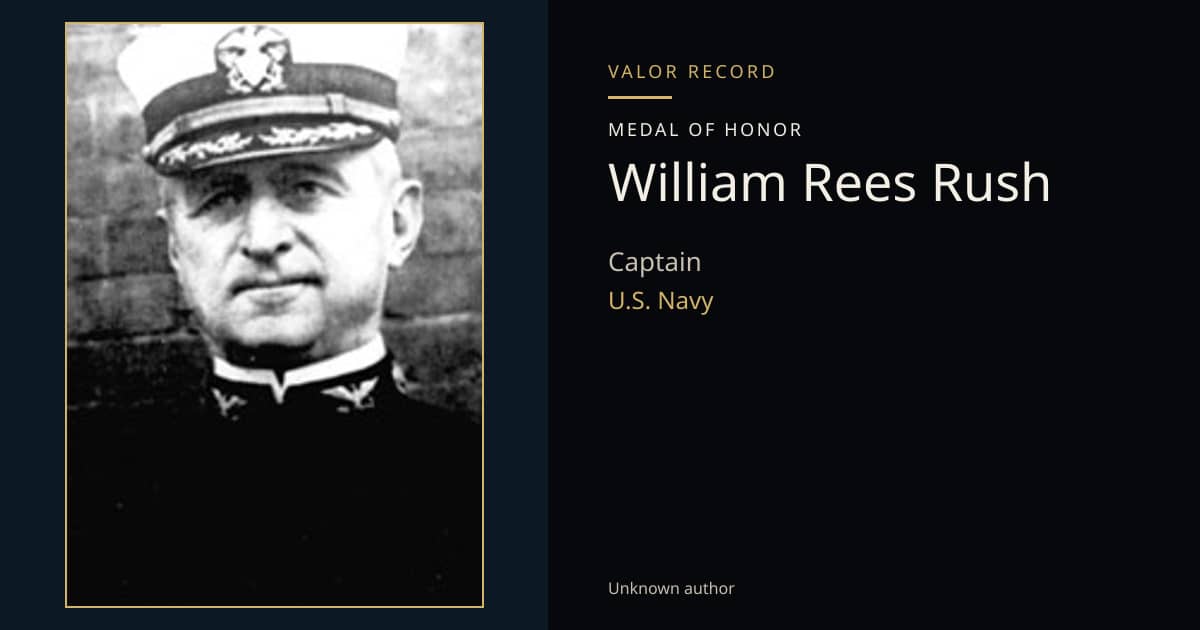 VALOR RECORD
MEDAL OF HONOR
William Rees Rush
Captain
U.S. Navy
Unknown author